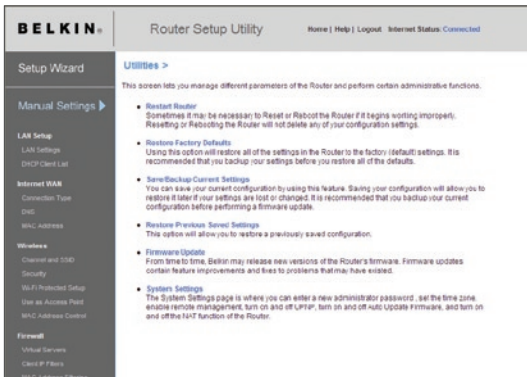 BELKIN®
Router Setup Utility
Home | Help | Logout Internet Status: Connected
Setup Wizard
Manual Settings
LAN Setup
LAN Settings
DHCP Client List
Internet WAN
Connection Type
DNS
MAC Address
Wireless
Channel and SSID
Security
Wi-Fi Protected Setup
Use as Access Point
MAC Address Control
Firewall
Virtual Servers
Client IP Filters
Utilities >
This screen lets you manage different parameters of the Router and perform certain administrative functions.
Restart Router
Sometimes it may be necessary to Reset or Reboot the Router if it begins working improperly.
Resetting or Rebooting the Router will not delete any of your configuration settings.
Restore Factory Defaults
Using this option will restore all of the settings in the Router to the factory (default) settings. It is
recommended that you backup your settings before you restore all of the defaults.
Save/Backup Current Settings
You can save your current configuration by using this feature. Saving your configuration will allow you to
restore it later if your settings are lost or changed. It is recommended that you backup your current
configuration before performing a firmware update.
Restore Previous Saved Settings
This option will allow you to restore a previously saved configuration.
Firmware Update
From time to time, Belkin may release new versions of the Router's firmware. Firmware updates
contain feature improvements and fixes to problems that may have existed.
System Settings
The System Settings page is where you can enter a new administrator password , set the time zone,
enable remote management, turn on and off UPNP, turn on and off Auto Update Firmware, and turn on
and off the NAT function of the Router.